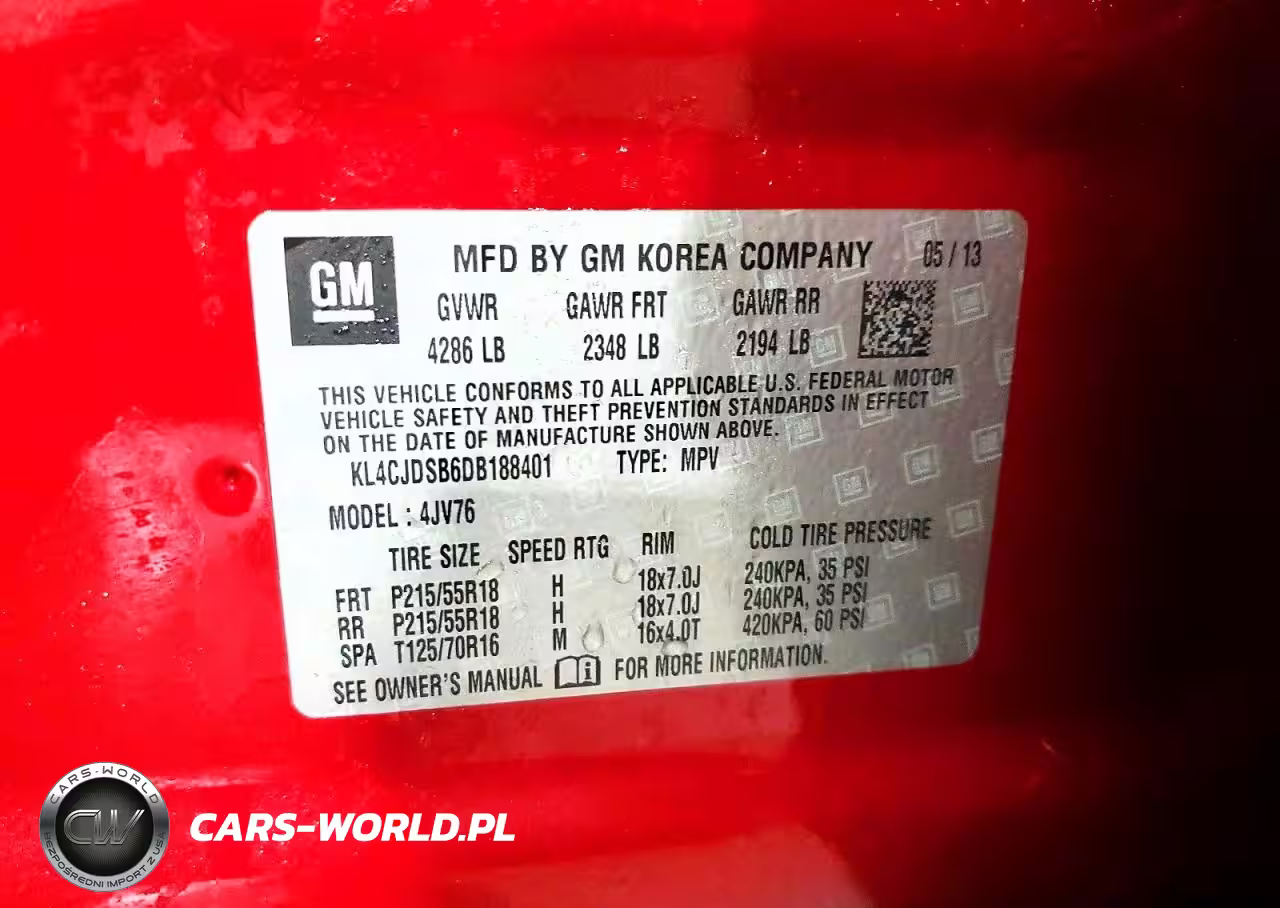 GM
MFD BY GM KOREA COMPANY 05 / 13
GVWR GAWR FRT GAWR RR
4286 LB 2348 LB 2194 LB
THIS VEHICLE CONFORMS TO ALL APPLICABLE U.S. FEDERAL MOTOR
VEHICLE SAFETY AND THEFT PREVENTION STANDARDS IN EFFECT
ON THE DATE OF MANUFACTURE SHOWN ABOVE.
KL4CJDSB6DB188401 TYPE: MPV
MODEL : 4JV76
TIRE SIZE SPEED RTG RIM COLD TIRE PRESSURE
FRT P215/55R18 H 18x7.0J 240KPA, 35 PSI
RR P215/55R18 H 18x7.0J 240KPA, 35 PSI
SPA T125/70R16 M 16x4.0T 420KPA, 60 PSI
SEE OWNER'S MANUAL FOR MORE INFORMATION.
CARS-WORLD
CW
BEZPOŚREDNI IMPORT Z USA
CARS-WORLD.PL